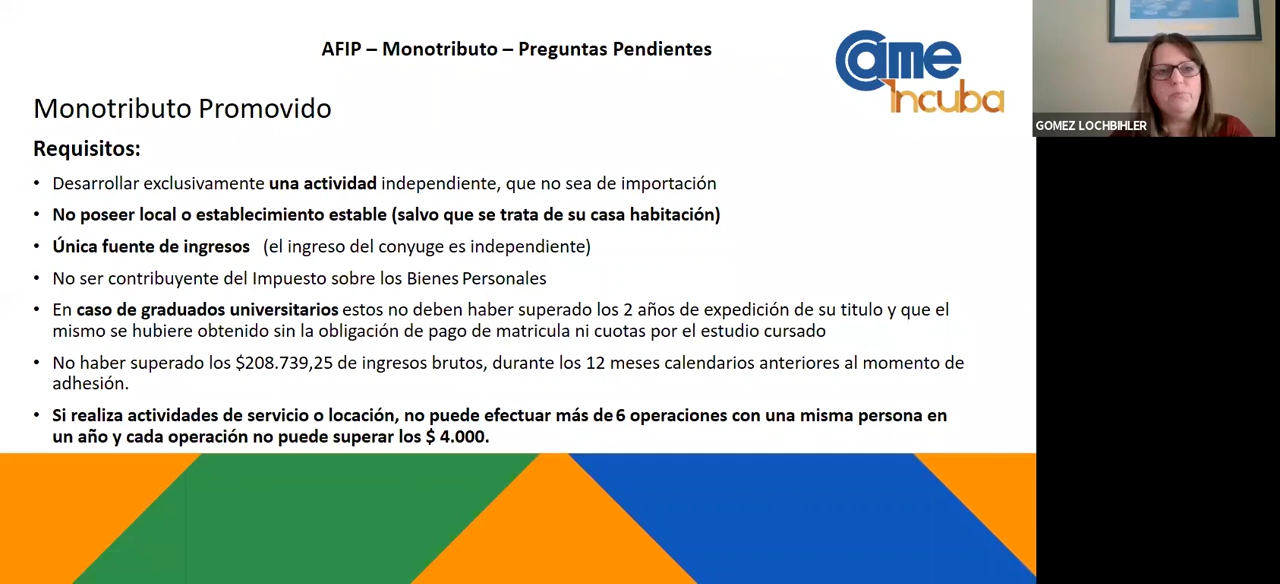 AFIP – Monotributo – Preguntas Pendientes
Came
incuba
GOMEZ LOCHBIHLER
Monotributo Promovido
Requisitos:
• Desarrollar exclusivamente una actividad independiente, que no sea de importación
• No poseer local o establecimiento estable (salvo que se trata de su casa habitación)
• Única fuente de ingresos (el ingreso del conyuge es independiente)
• No ser contribuyente del Impuesto sobre los Bienes Personales
• En caso de graduados universitarios estos no deben haber superado los 2 años de expedición de su titulo y que el
mismo se hubiere obtenido sin la obligación de pago de matricula ni cuotas por el estudio cursado
• No haber superado los $208.739,25 de ingresos brutos, durante los 12 meses calendarios anteriores al momento de
adhesión.
• Si realiza actividades de servicio o locación, no puede efectuar más de 6 operaciones con una misma persona en
un año y cada operación no puede superar los $ 4.000.